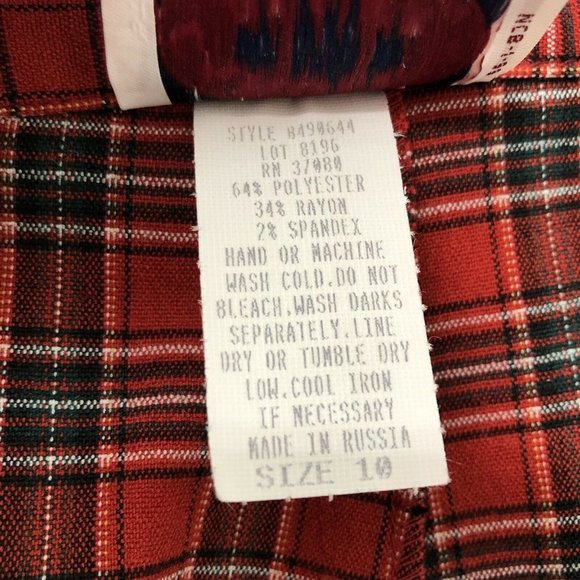 STYLE B490644
LOT 8196
RN 37080
64% POLYESTER
34% RAYON
2% SPANDEX
HAND OR MACHINE
WASH COLD.DO NOT
BLEACH.WASH DARKS
SEPARATELY.LINE
DRY OR TUMBLE DRY
LOW.COOL IRON
IF NECESSARY
MADE IN RUSSIA
SIZE 10